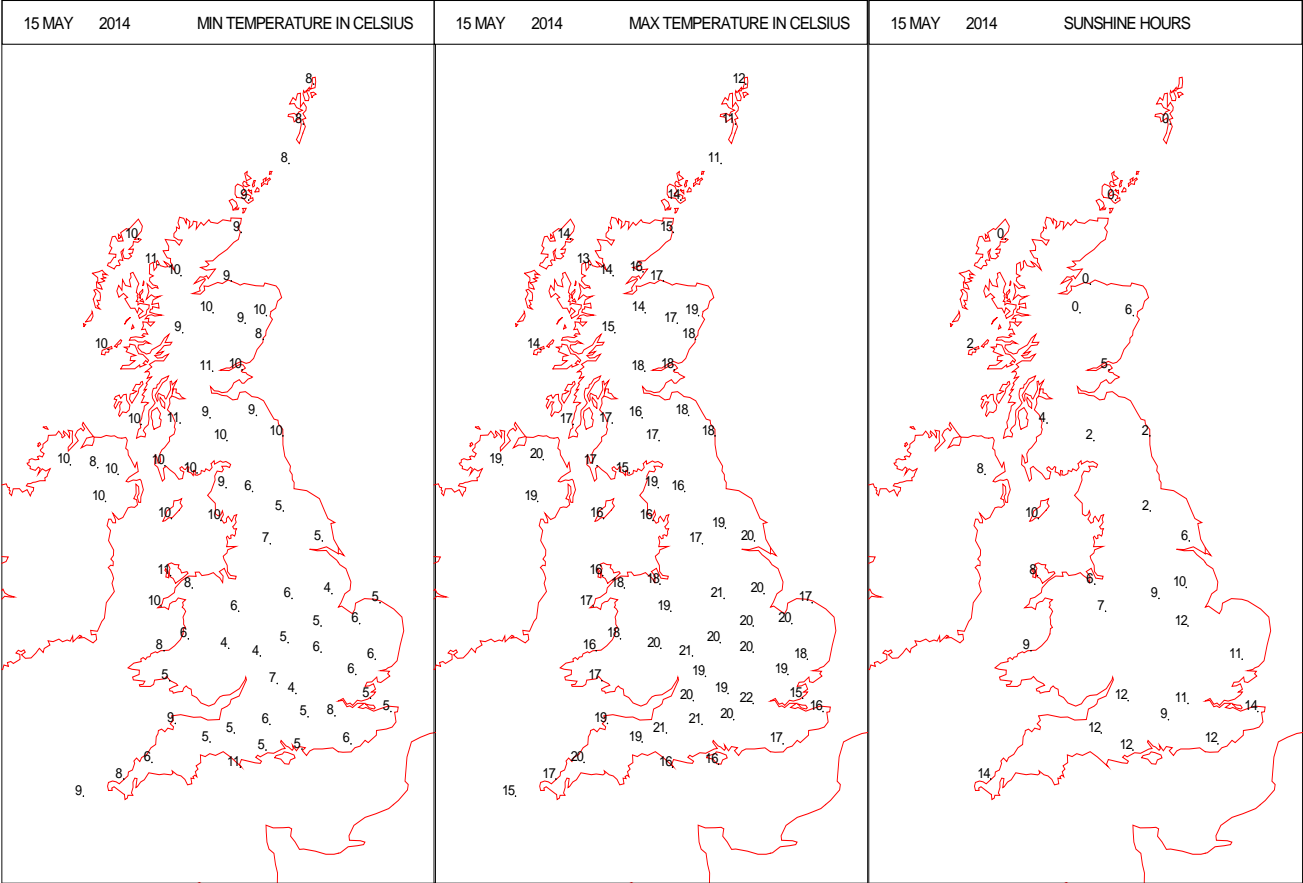 15 MAY 2014 MIN TEMPERATURE IN CELSIUS
8
8
8
9
9
10
11
10
9
10 9 10
9 8
10
11 10
9 9
10 11
10 10
10 8 10 10 10
9 6
10 5
10 10
7 5
11 8
6 4 5
10 6
5 6
6
8 4 5 6
4 6
5 7 6
4 5
9 6 5 8 5
5 5 5 5 6
6 11
8
9
15 MAY 2014 MAX TEMPERATURE IN CELSIUS
12
11
11
14
15
14
13
14 16 17
14 17 19
15 18
14
18 18
17 17 16 18
17 18
19 20 17 15
19 16
19
16 16
17 19 20
16 18 18
21 20 17
17 19
20 20
18
16 20 20 20
21 18
17 19 19
20 19 22 15 16
19 21 20
19 21 17
20 16 16
17
15
15 MAY 2014 SUNSHINE HOURS
0
0
0
0
0 6
2
5
4
2 2
8
10 2
6
8 6 10
7 9
12
9 11
12 11 14
9
12 12 12
14